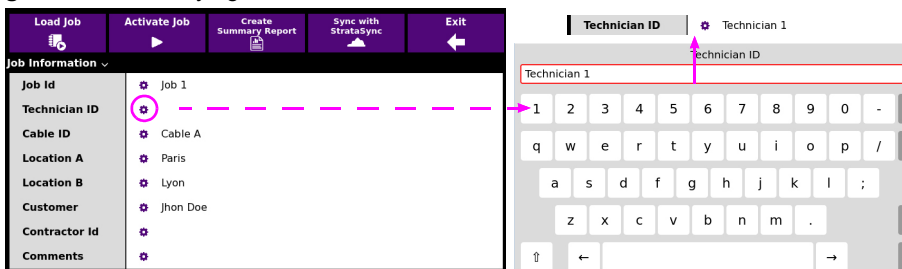 Load Job
Activate Job
Create
Summary Report
Sync with
StrataSync
Exit
Job Information
Job Id
Job 1
Technician ID
Cable ID
Cable A
Location A
Paris
Location B
Lyon
Customer
Jhon Doe
Contractor Id
Comments
Technician ID
Technician 1
Technician ID
Technician 1
1 2 3 4 5 6 7 8 9 0 -
q w e r t y u i o p /
a s d f g h j k l ;
z x c v b n m .
⇧ ← →